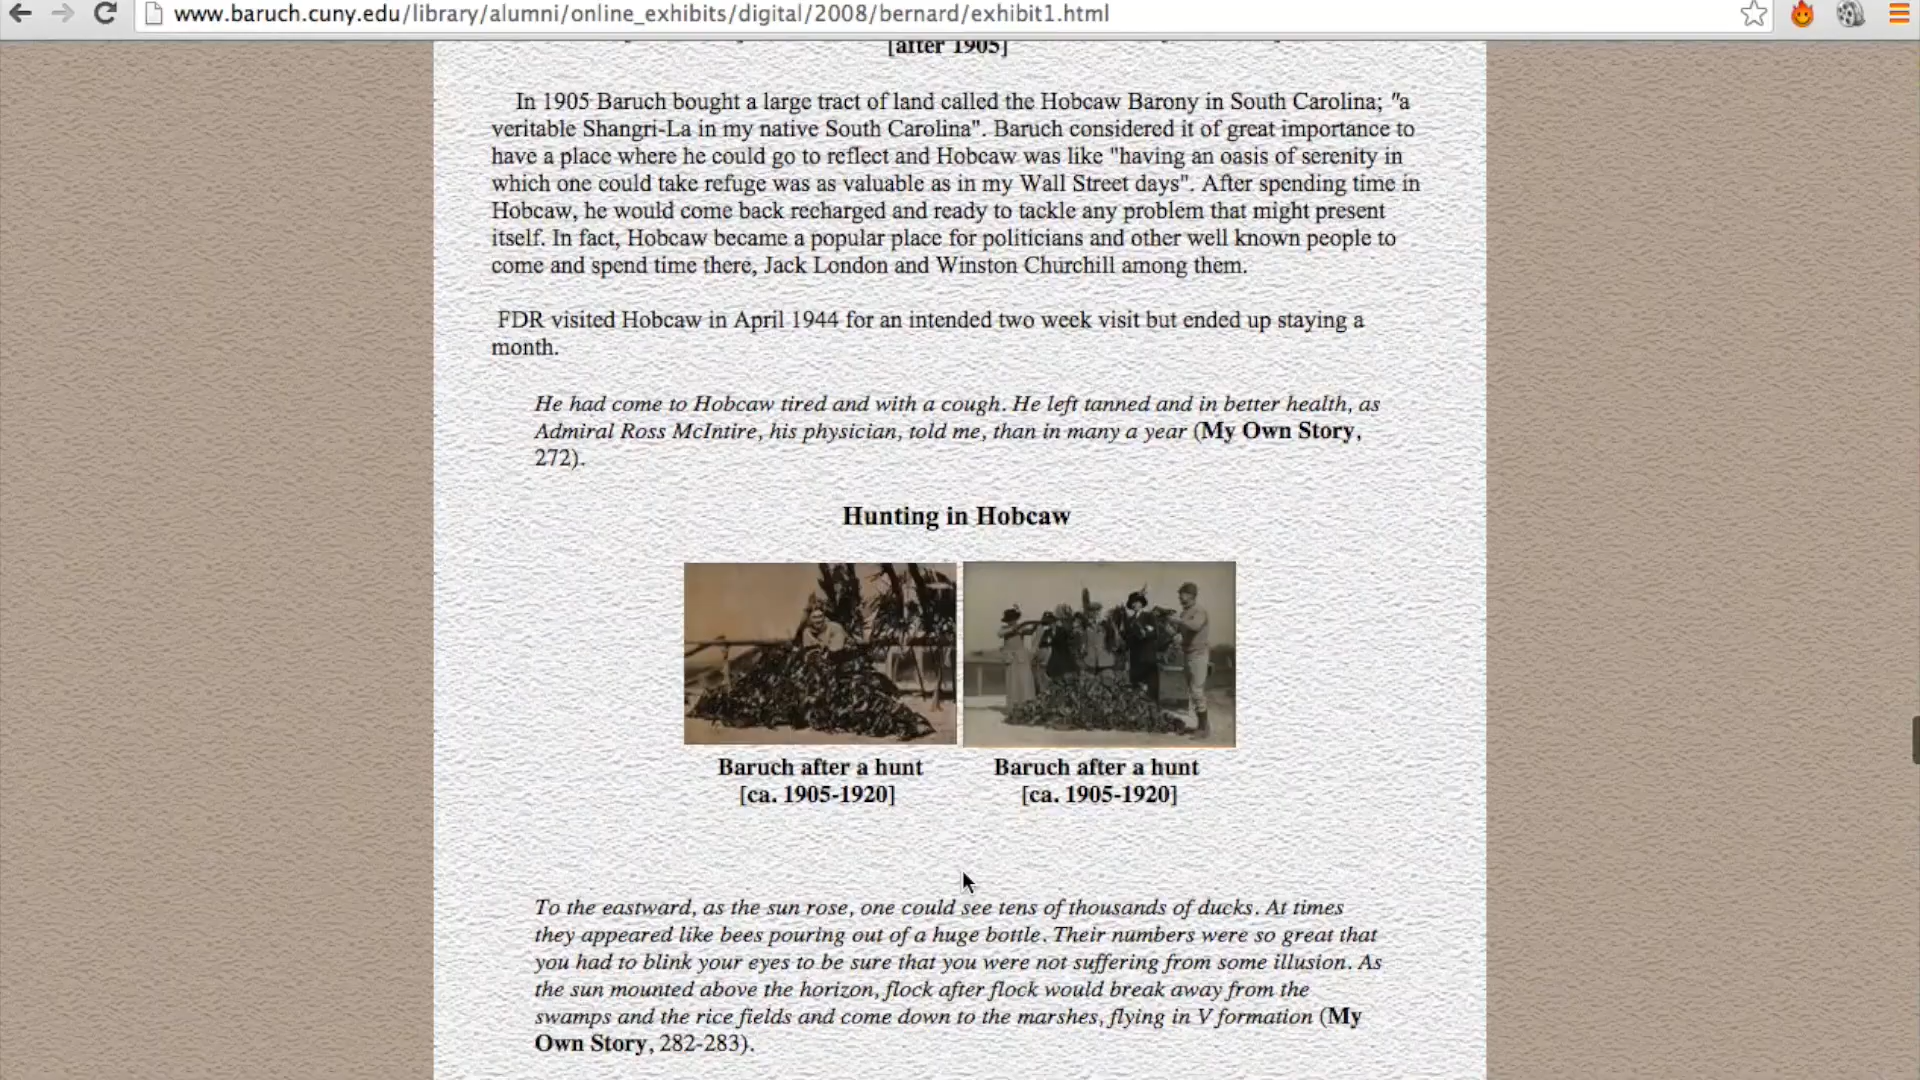 www.baruch.cuny.edu/library/alumni/online_exhibits/digital/2008/bernard/exhibit1.html
[after 1905]
In 1905 Baruch bought a large tract of land called the Hobcaw Barony in South Carolina; "a
veritable Shangri-La in my native South Carolina". Baruch considered it of great importance to
have a place where he could go to reflect and Hobcaw was like "having an oasis of serenity in
which one could take refuge was as valuable as in my Wall Street days". After spending time in
Hobcaw, he would come back recharged and ready to tackle any problem that might present
itself. In fact, Hobcaw became a popular place for politicians and other well known people to
come and spend time there, Jack London and Winston Churchill among them.
FDR visited Hobcaw in April 1944 for an intended two week visit but ended up staying a
month.
He had come to Hobcaw tired and with a cough. He left tanned and in better health, as
Admiral Ross McIntire, his physician, told me, than in many a year (My Own Story,
272).
Hunting in Hobcaw
Baruch after a hunt
[ca. 1905-1920]
Baruch after a hunt
[ca. 1905-1920]
To the eastward, as the sun rose, one could see tens of thousands of ducks. At times
they appeared like bees pouring out of a huge bottle. Their numbers were so great that
you had to blink your eyes to be sure that you were not suffering from some illusion. As
the sun mounted above the horizon, flock after flock would break away from the
swamps and the rice fields and come down to the marshes, flying in V formation (My
Own Story, 282-283).